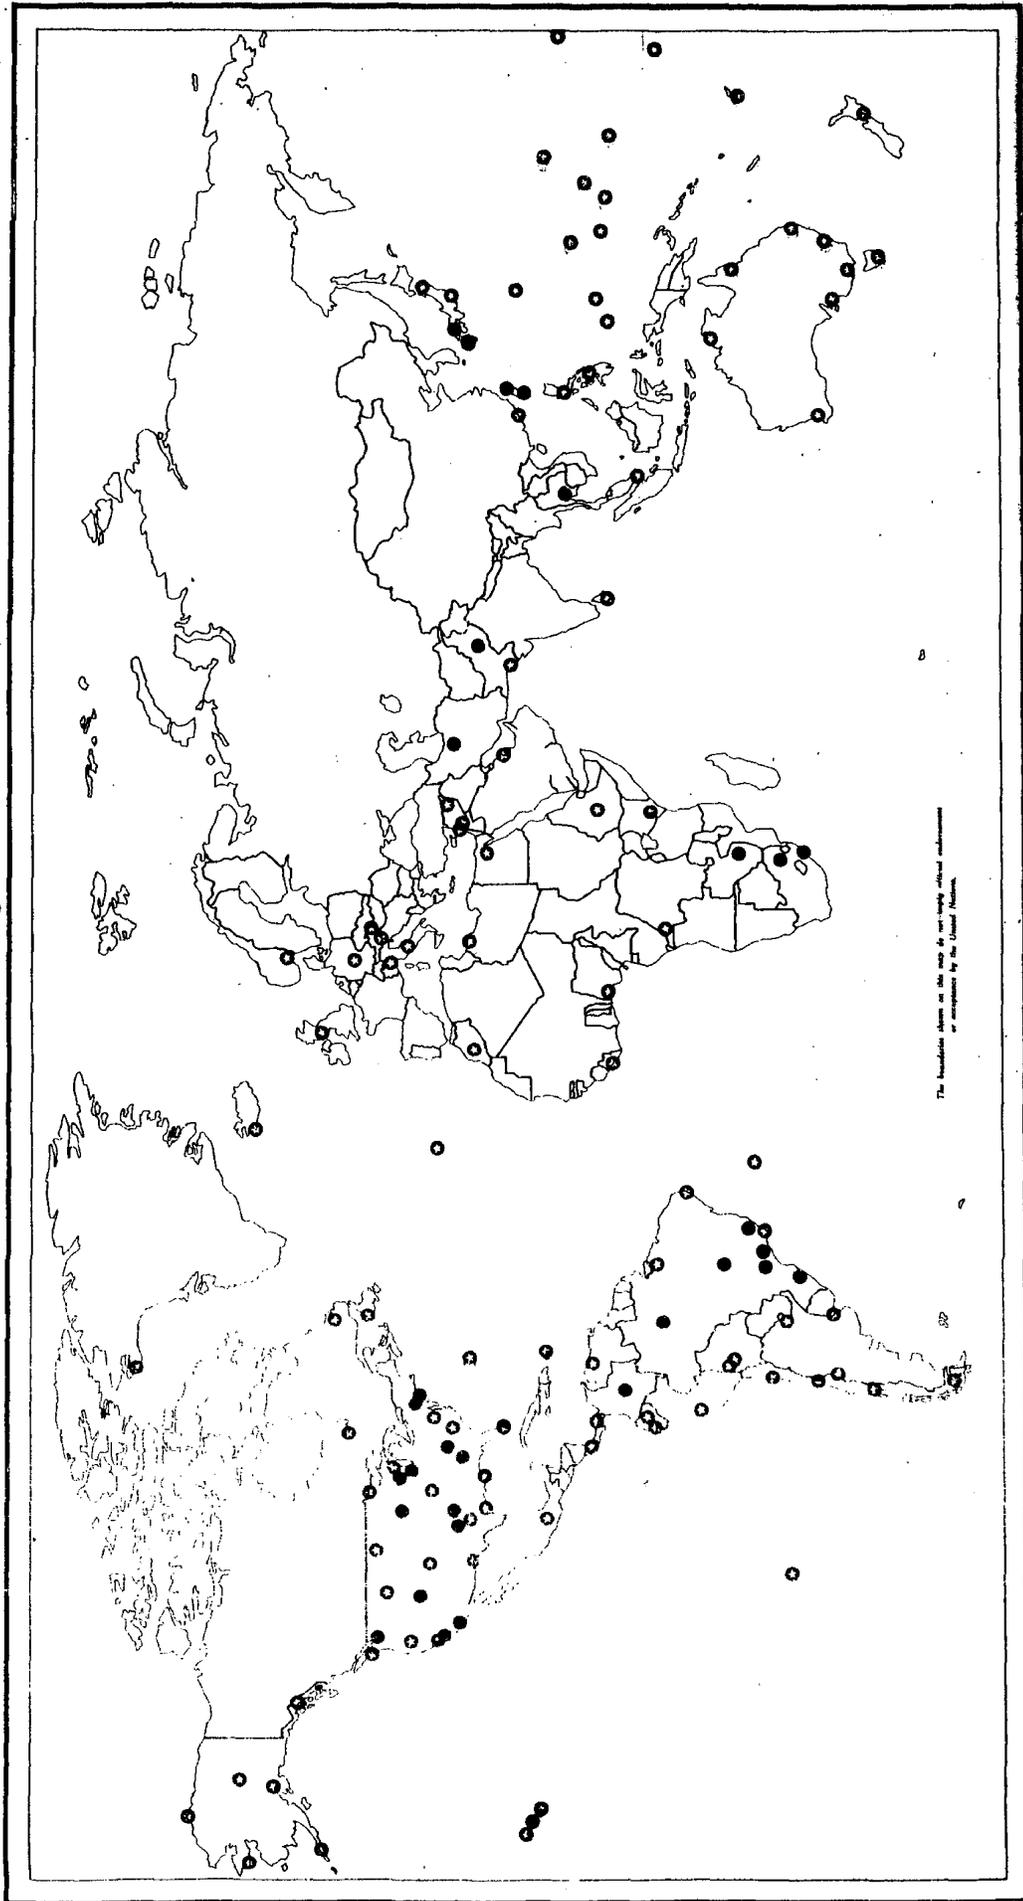 The boundaries shown on this map do not imply official endorsement
or acceptance by the United Nations.